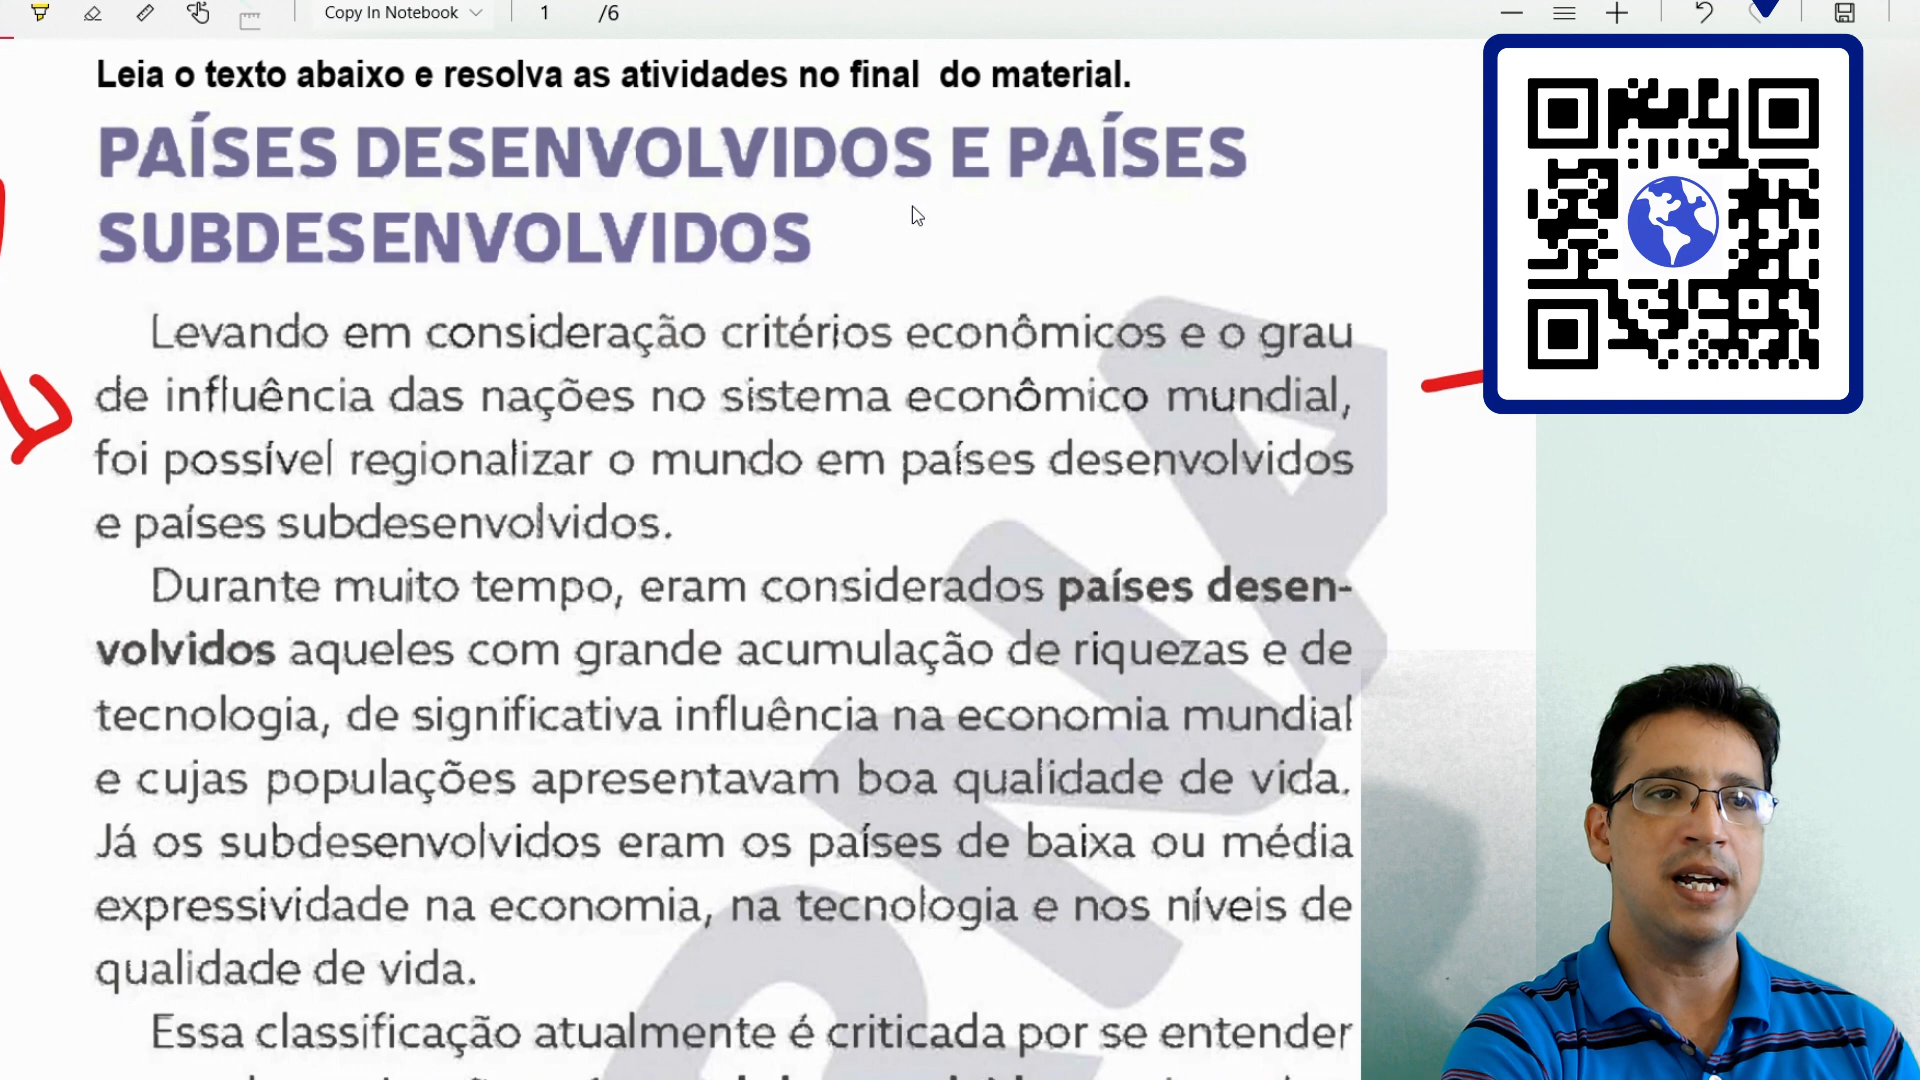 Copy In Notebook
1 /6
Leia o texto abaixo e resolva as atividades no final do material.
PAÍSES DESENVOLVIDOS E PAÍSES
SUBDESENVOLVIDOS
Levando em consideração critérios econômicos e o grau
de influência das nações no sistema econômico mundial,
foi possível regionalizar o mundo em países desenvolvidos
e países subdesenvolvidos.
Durante muito tempo, eram considerados países desen-
volvidos aqueles com grande acumulação de riquezas e de
tecnologia, de significativa influência na economia mundial
e cujas populações apresentavam boa qualidade de vida.
Já os subdesenvolvidos eram os países de baixa ou média
expressividade na economia, na tecnologia e nos níveis de
qualidade de vida.
Essa classificação atualmente é criticada por se entender